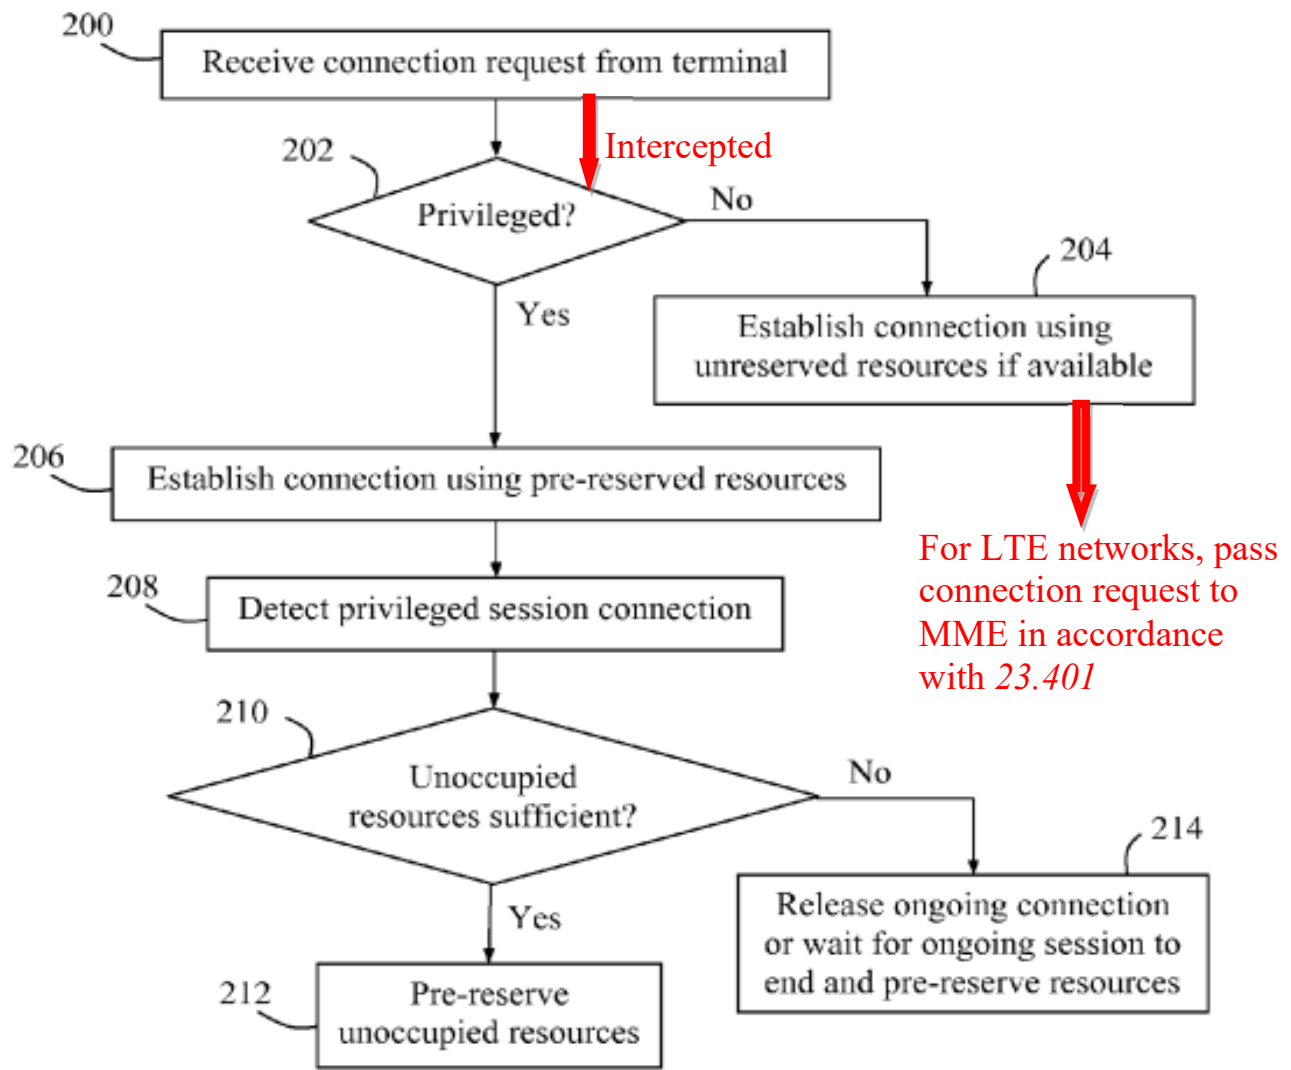 200
Receive connection request from terminal
Intercepted
202
Privileged?
No
204
Yes
Establish connection using
unreserved resources if available
206
Establish connection using pre-reserved resources
For LTE networks, pass
connection request to
MME in accordance
with 23.401
208
Detect privileged session connection
210
Unoccupied
resources sufficient?
No
214
Yes
Release ongoing connection
or wait for ongoing session to
end and pre-reserve resources
212
Pre-reserve
unoccupied resources